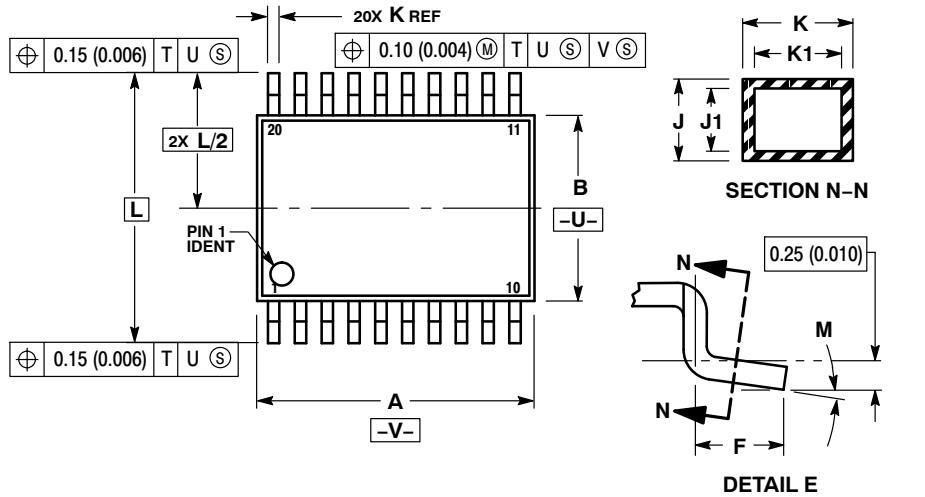 20X K REF
⌖ 0.15 (0.006) T U Ⓢ
⌖ 0.10 (0.004) Ⓜ T U Ⓢ V Ⓢ
K
K1
J
J1
SECTION N–N
2X L/2
L
20
11
B
–U–
PIN 1
IDENT
1
10
⌖ 0.15 (0.006) T U Ⓢ
A
–V–
0.25 (0.010)
N
M
N
F
DETAIL E